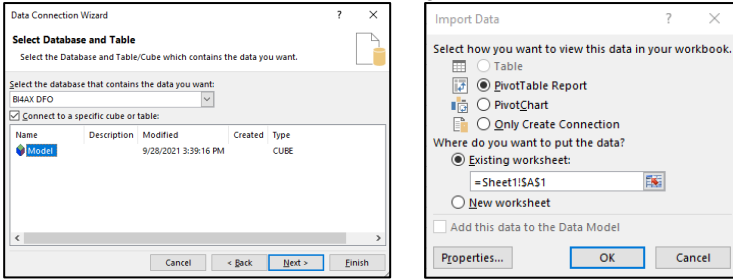 Data Connection Wizard ? ×
Select Database and Table
Select the Database and Table/Cube which contains the data you want.
Select the database that contains the data you want:
BI4AX DFO
Connect to a specific cube or table:
Name Description Modified Created Type
Model 9/28/2021 3:39:16 PM CUBE
Cancel < Back Next > Finish
Import Data ? ×
Select how you want to view this data in your workbook.
Table
PivotTable Report
PivotChart
Only Create Connection
Where do you want to put the data?
Existing worksheet:
=Sheet1!$A$1
New worksheet
Add this data to the Data Model
Properties... OK Cancel